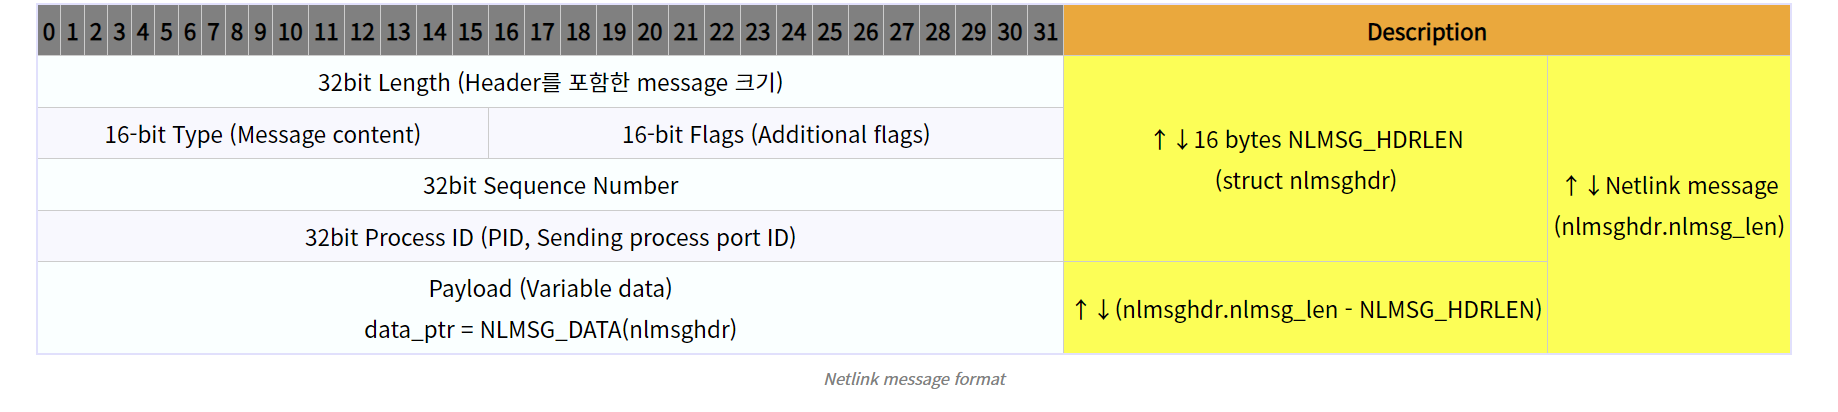 0 1 2 3 4 5 6 7 8 9 10 11 12 13 14 15 16 17 18 19 20 21 22 23 24 25 26 27 28 29 30 31 Description
32bit Length (Header를 포함한 message 크기)
16-bit Type (Message content) 16-bit Flags (Additional flags)
32bit Sequence Number
32bit Process ID (PID, Sending process port ID)
↑↓16 bytes NLMSG_HDRLEN
(struct nlmsghdr)
↑↓Netlink message
(nlmsghdr.nlmsg_len)
Payload (Variable data)
data_ptr = NLMSG_DATA(nlmsghdr)
↑↓(nlmsghdr.nlmsg_len - NLMSG_HDRLEN)
Netlink message format